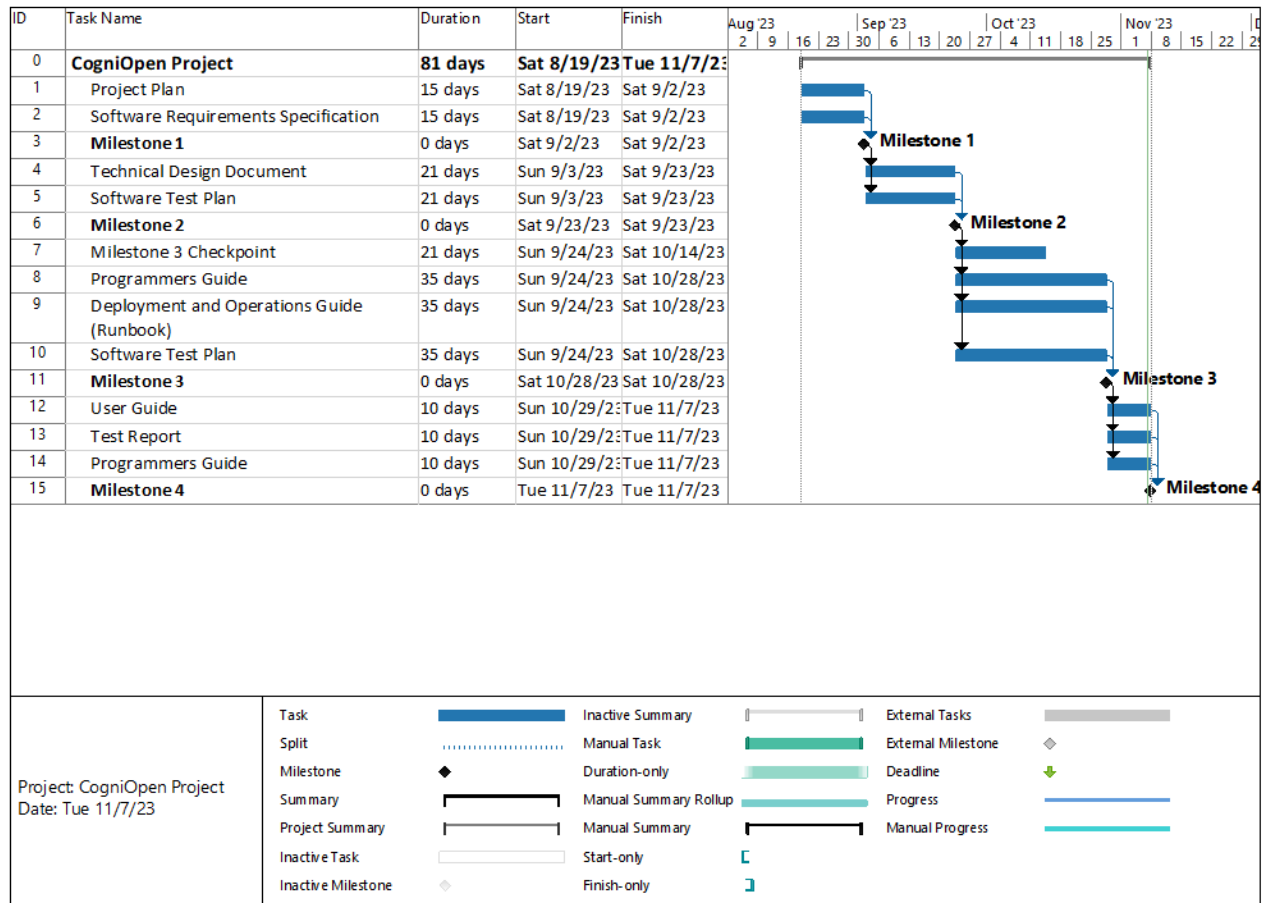 ID Task Name Duration Start Finish Aug '23 Sep '23 Oct '23 Nov '23 D
2 9 16 23 30 6 13 20 27 4 11 18 25 1 8 15 22 29
0 CogniOpen Project 81 days Sat 8/19/23 Tue 11/7/23
1 Project Plan 15 days Sat 8/19/23 Sat 9/2/23
2 Software Requirements Specification 15 days Sat 8/19/23 Sat 9/2/23
3 Milestone 1 0 days Sat 9/2/23 Sat 9/2/23 Milestone 1
4 Technical Design Document 21 days Sun 9/3/23 Sat 9/23/23
5 Software Test Plan 21 days Sun 9/3/23 Sat 9/23/23
6 Milestone 2 0 days Sat 9/23/23 Sat 9/23/23 Milestone 2
7 Milestone 3 Checkpoint 21 days Sun 9/24/23 Sat 10/14/23
8 Programmers Guide 35 days Sun 9/24/23 Sat 10/28/23
9 Deployment and Operations Guide 35 days Sun 9/24/23 Sat 10/28/23
(Runbook)
10 Software Test Plan 35 days Sun 9/24/23 Sat 10/28/23
11 Milestone 3 0 days Sat 10/28/23 Sat 10/28/23 Milestone 3
12 User Guide 10 days Sun 10/29/23 Tue 11/7/23
13 Test Report 10 days Sun 10/29/23 Tue 11/7/23
14 Programmers Guide 10 days Sun 10/29/23 Tue 11/7/23
15 Milestone 4 0 days Tue 11/7/23 Tue 11/7/23 Milestone 4
Project: CogniOpen Project
Date: Tue 11/7/23
Task Inactive Summary External Tasks
Split Manual Task External Milestone
Milestone Duration-only Deadline
Summary Manual Summary Rollup Progress
Project Summary Manual Summary Manual Progress
Inactive Task Start-only
Inactive Milestone Finish-only